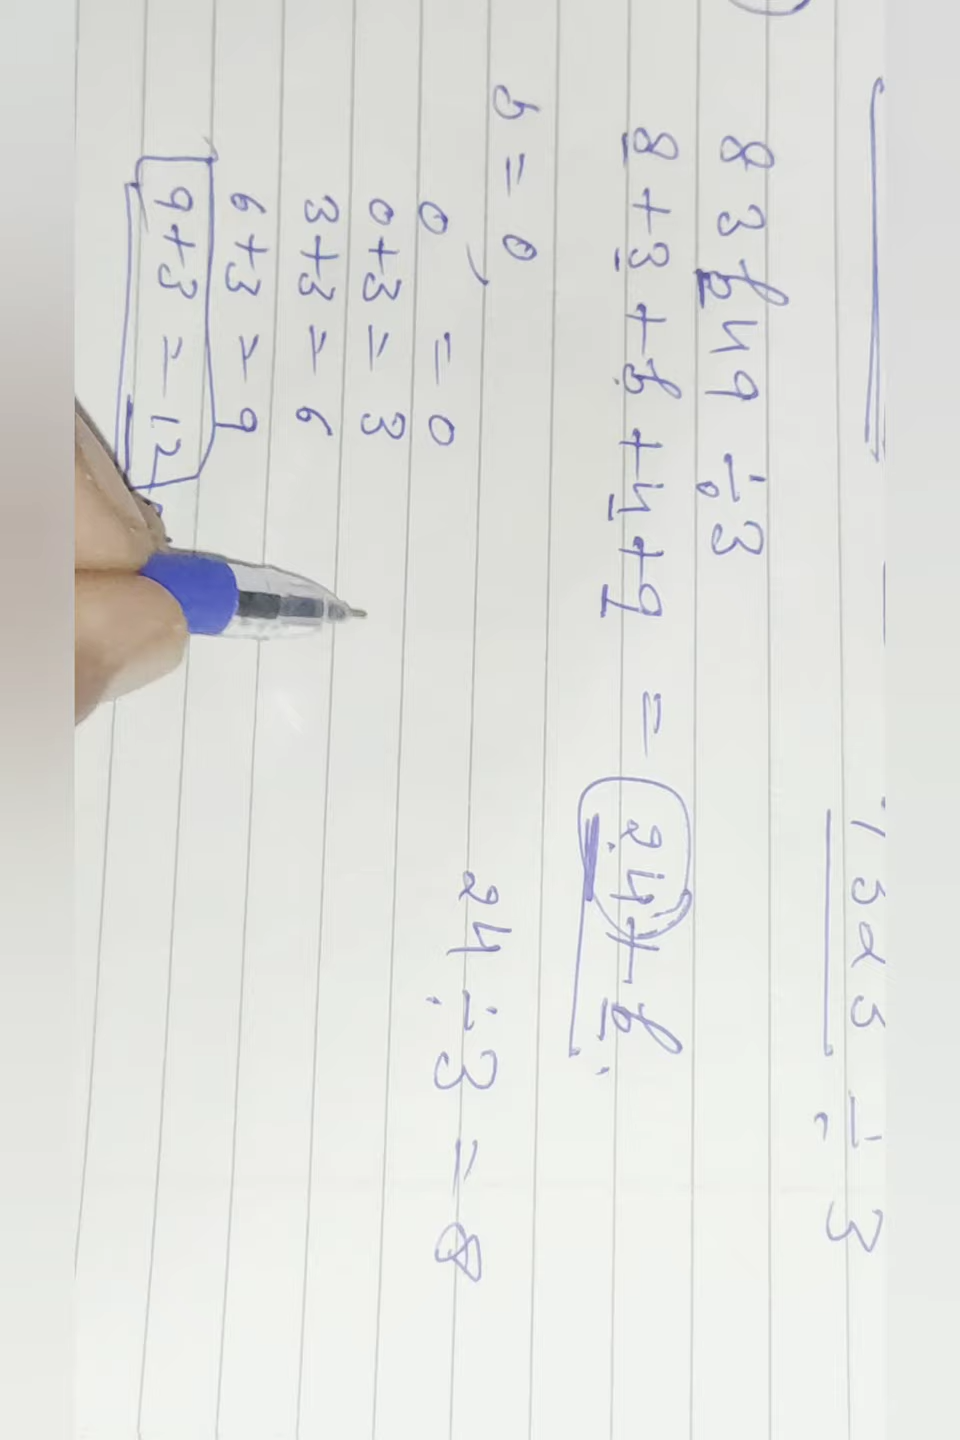 7525 ÷ 3
83b49 ÷ 3
8 + 3 + b + 4 + 9 = 24 + b
b = 0
24 ÷ 3 = 8
0 = 0
0 + 3 = 3
3 + 3 = 6
6 + 3 = 9
9 + 3 = 12